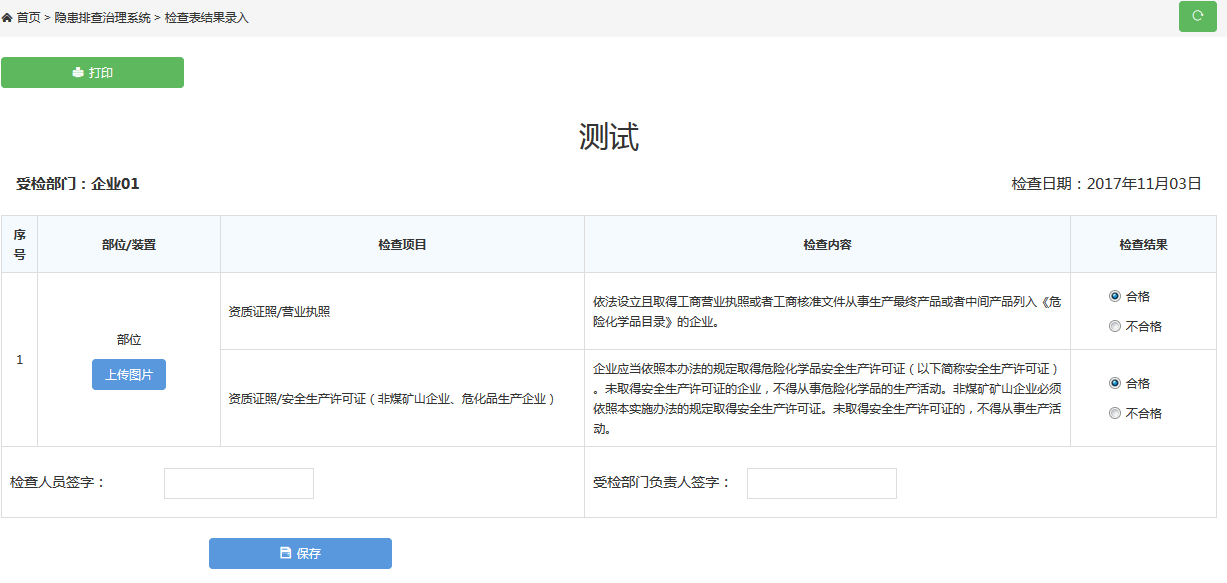 首页 > 隐患排查治理系统 > 检查表结果录入
打印
测试
受检部门：企业01
检查日期：2017年11月03日
序号
部位/装置
检查项目
检查内容
检查结果
1
部位
上传图片
资质证照/营业执照
依法设立且取得工商营业执照或者工商核准文件从事生产最终产品或者中间产品列入《危
险化学品目录》的企业。
合格
不合格
资质证照/安全生产许可证（非煤矿山企业、危化品生产企业）
企业应当依照本办法的规定取得危险化学品安全生产许可证（以下简称安全生产许可证）
。未取得安全生产许可证的企业，不得从事危险化学品的生产活动。非煤矿矿山企业必须
依照本实施办法的规定取得安全生产许可证。未取得安全生产许可证的，不得从事生产活
动。
合格
不合格
检查人员签字：
受检部门负责人签字：
保存